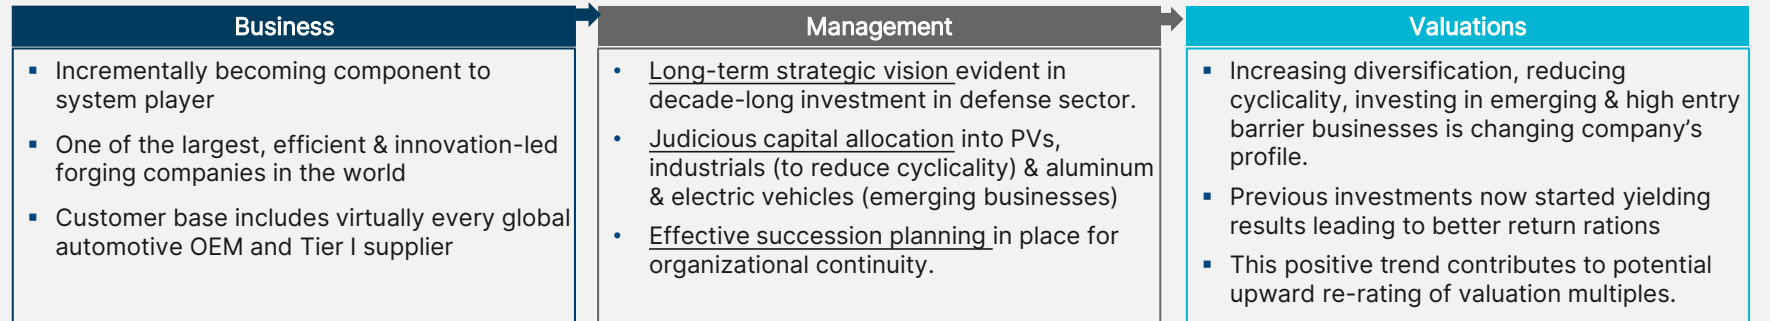 Business
▪ Incrementally becoming component to
system player
▪ One of the largest, efficient & innovation-led
forging companies in the world
▪ Customer base includes virtually every global
automotive OEM and Tier I supplier
Management
• Long-term strategic vision evident in
decade-long investment in defense sector.
• Judicious capital allocation into PVs,
industrials (to reduce cyclicality) & aluminum
& electric vehicles (emerging businesses)
• Effective succession planning in place for
organizational continuity.
Valuations
▪ Increasing diversification, reducing
cyclicality, investing in emerging & high entry
barrier businesses is changing company’s
profile.
▪ Previous investments now started yielding
results leading to better return rations
▪ This positive trend contributes to potential
upward re-rating of valuation multiples.